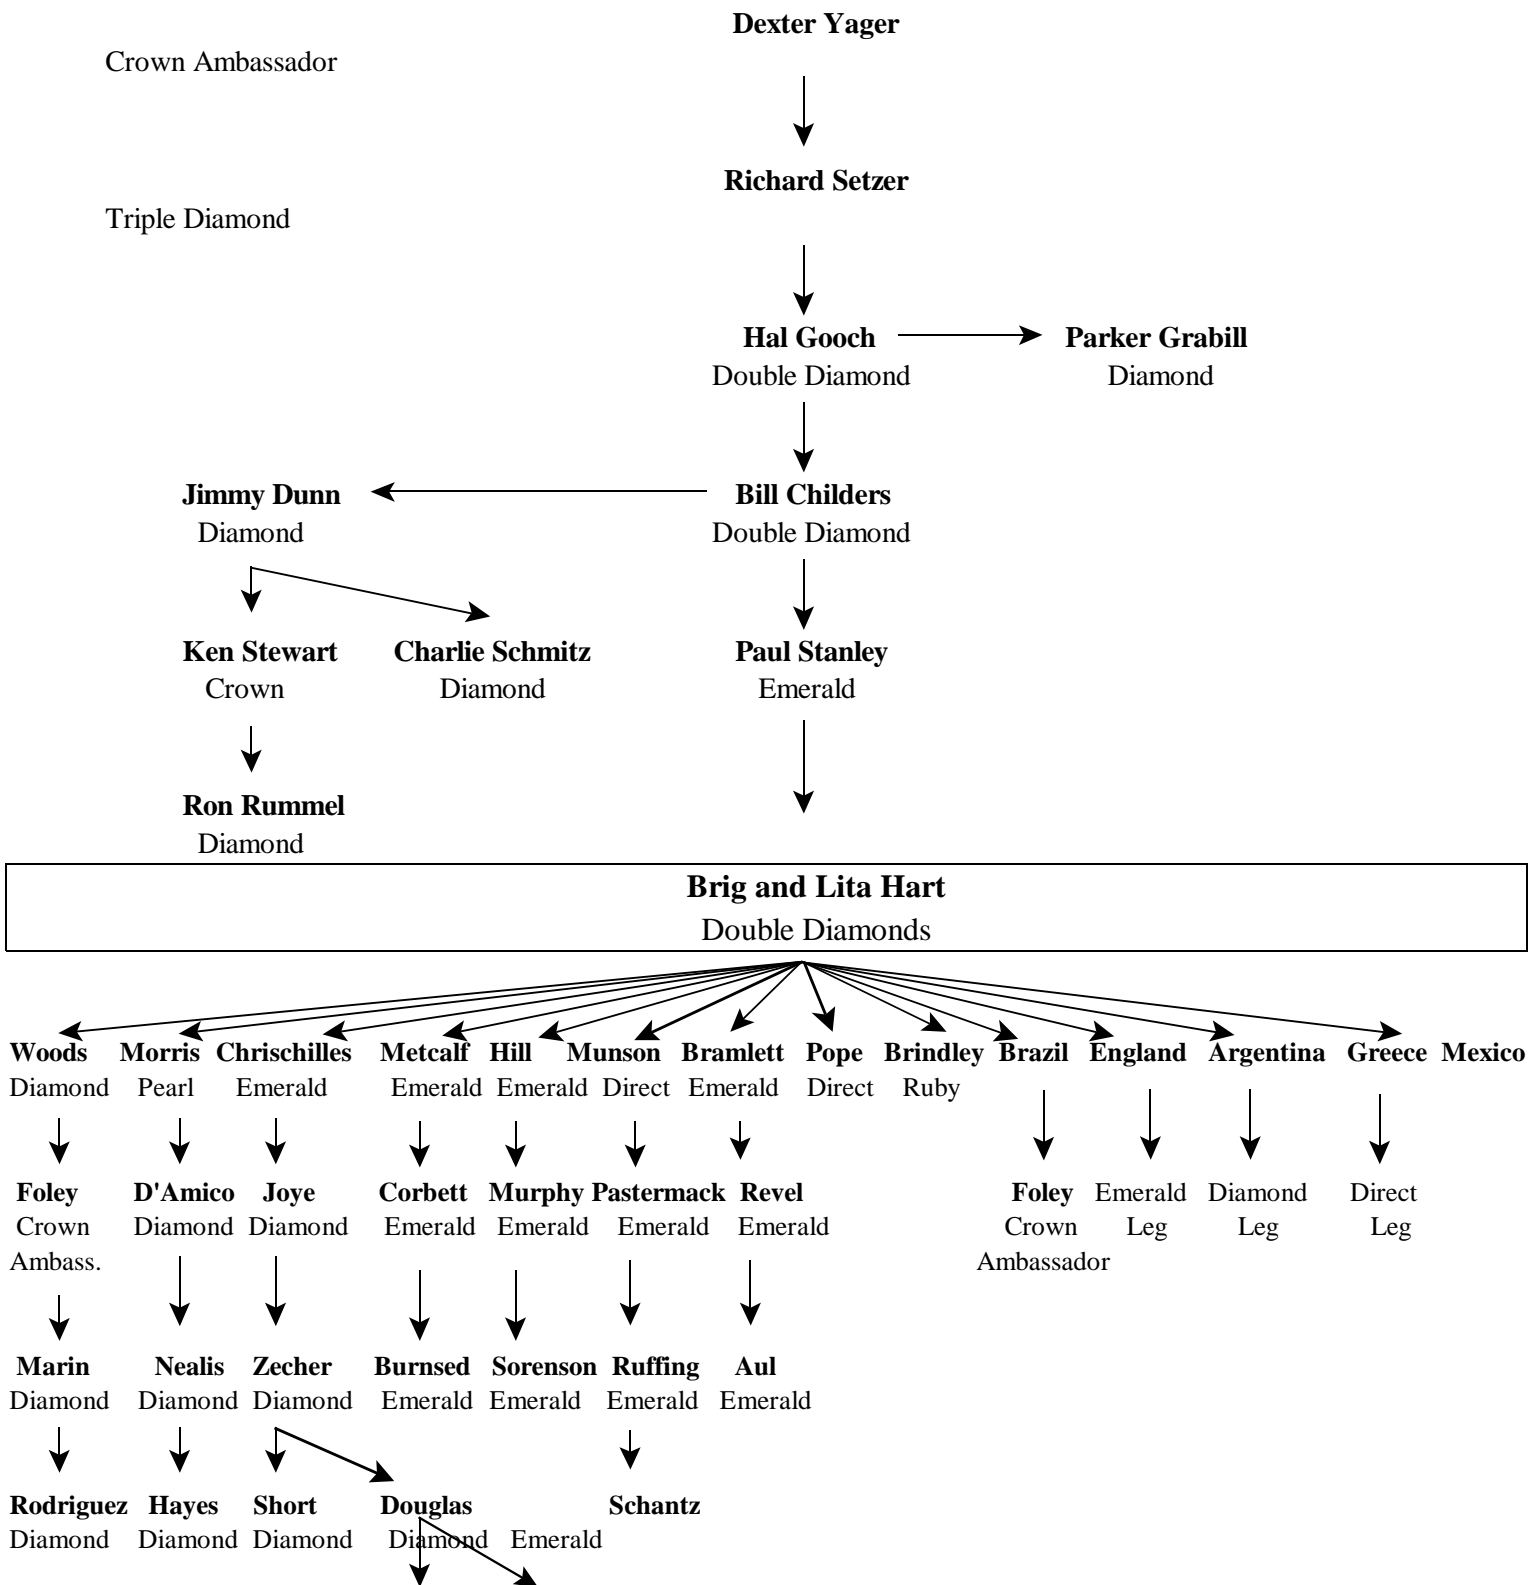 Dexter Yager
Crown Ambassador
Richard Setzer
Triple Diamond
Hal Gooch Parker Grabill
Double Diamond Diamond
Jimmy Dunn Bill Childers
Diamond Double Diamond
Ken Stewart Charlie Schmitz Paul Stanley
Crown Diamond Emerald
Ron Rummel
Diamond
Brig and Lita Hart
Double Diamonds
Woods Morris Chrischilles Metcalf Hill Munson Bramlett Pope Brindley Brazil England Argentina Greece Mexico
Diamond Pearl Emerald Emerald Emerald Direct Emerald Direct Ruby
Foley D'Amico Joye Corbett Murphy Pastermack Revel Foley Emerald Diamond Direct
Crown Diamond Diamond Emerald Emerald Emerald Emerald Crown Leg Leg Leg
Ambass. Ambassador
Marin Nealis Zecher Burnsed Sorenson Ruffing Aul
Diamond Diamond Diamond Emerald Emerald Emerald Emerald
Rodriguez Hayes Short Douglas Schantz
Diamond Diamond Diamond Diamond Emerald